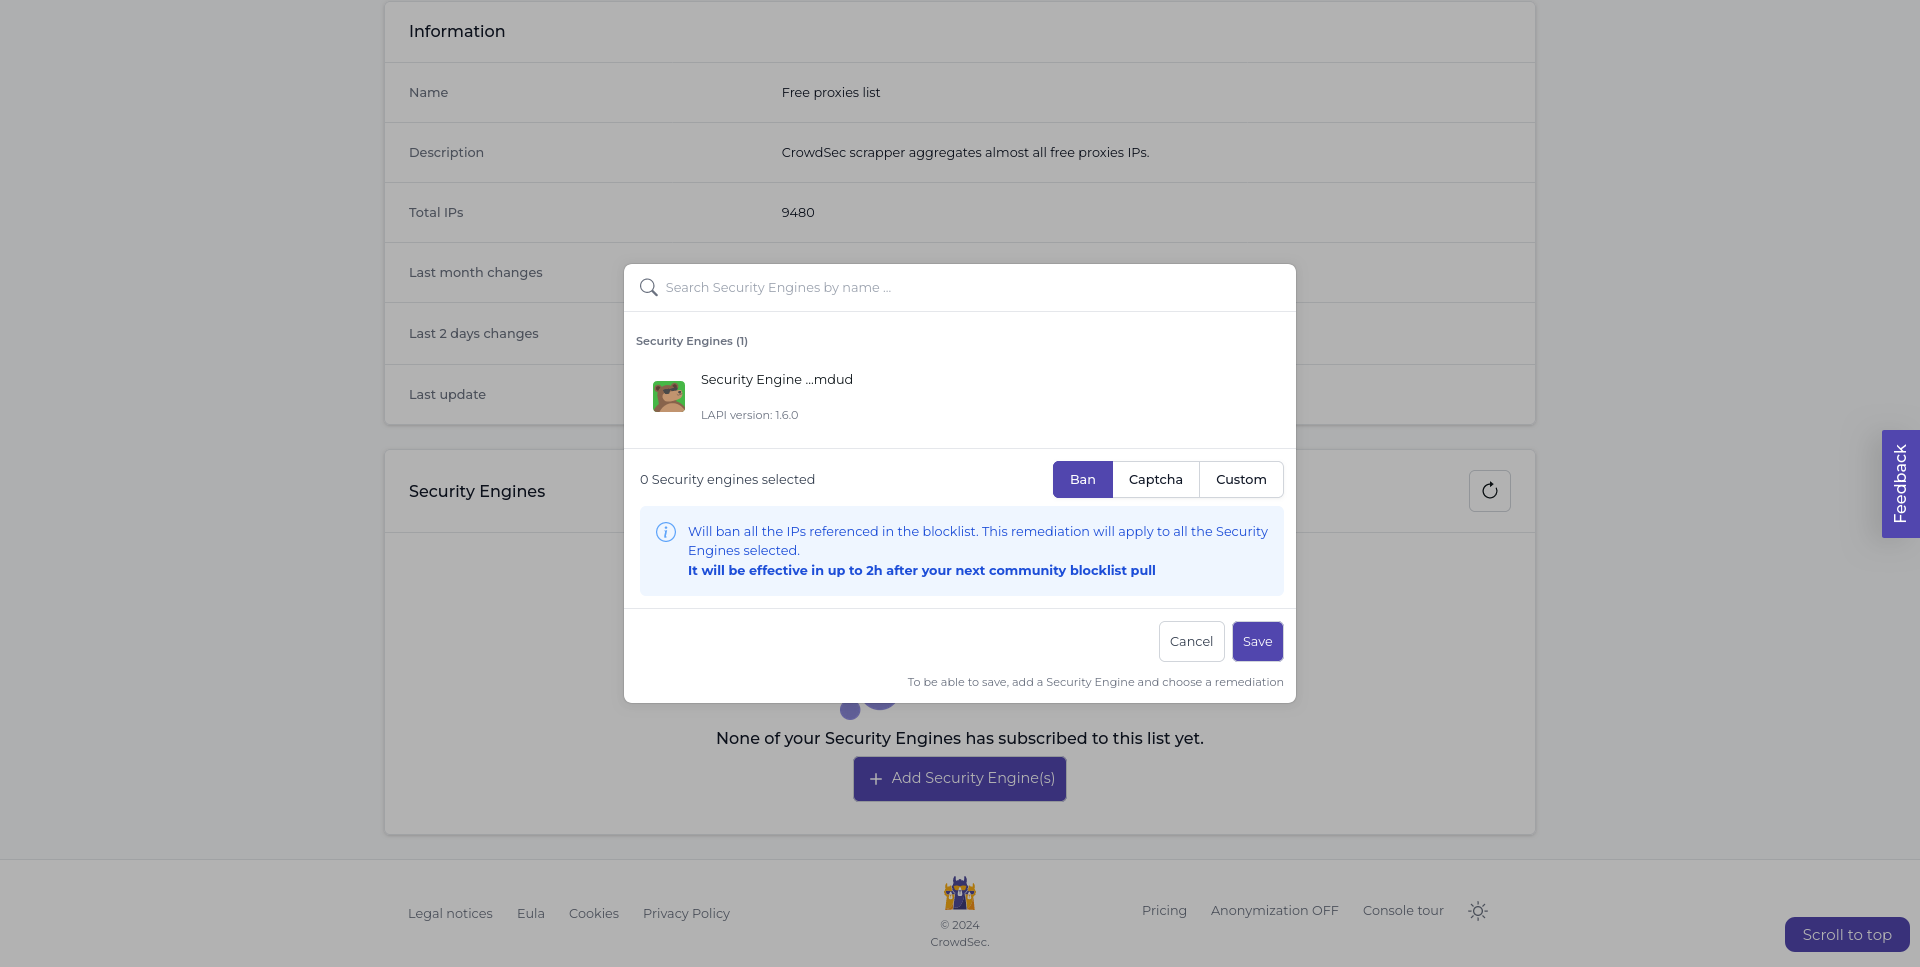 Information
Name
Free proxies list
Description
CrowdSec scrapper aggregates almost all free proxies IPs.
Total IPs
9480
Last month changes
Last 2 days changes
Last update
Search Security Engines by name ...
Security Engines (1)
Security Engine ...mdud
LAPI version: 1.6.0
0 Security engines selected
Ban
Captcha
Custom
Will ban all the IPs referenced in the blocklist. This remediation will apply to all the Security
Engines selected.
It will be effective in up to 2h after your next community blocklist pull
Cancel
Save
To be able to save, add a Security Engine and choose a remediation
Security Engines
None of your Security Engines has subscribed to this list yet.
+ Add Security Engine(s)
Feedback
Legal notices
Eula
Cookies
Privacy Policy
© 2024
CrowdSec.
Pricing
Anonymization OFF
Console tour
Scroll to top